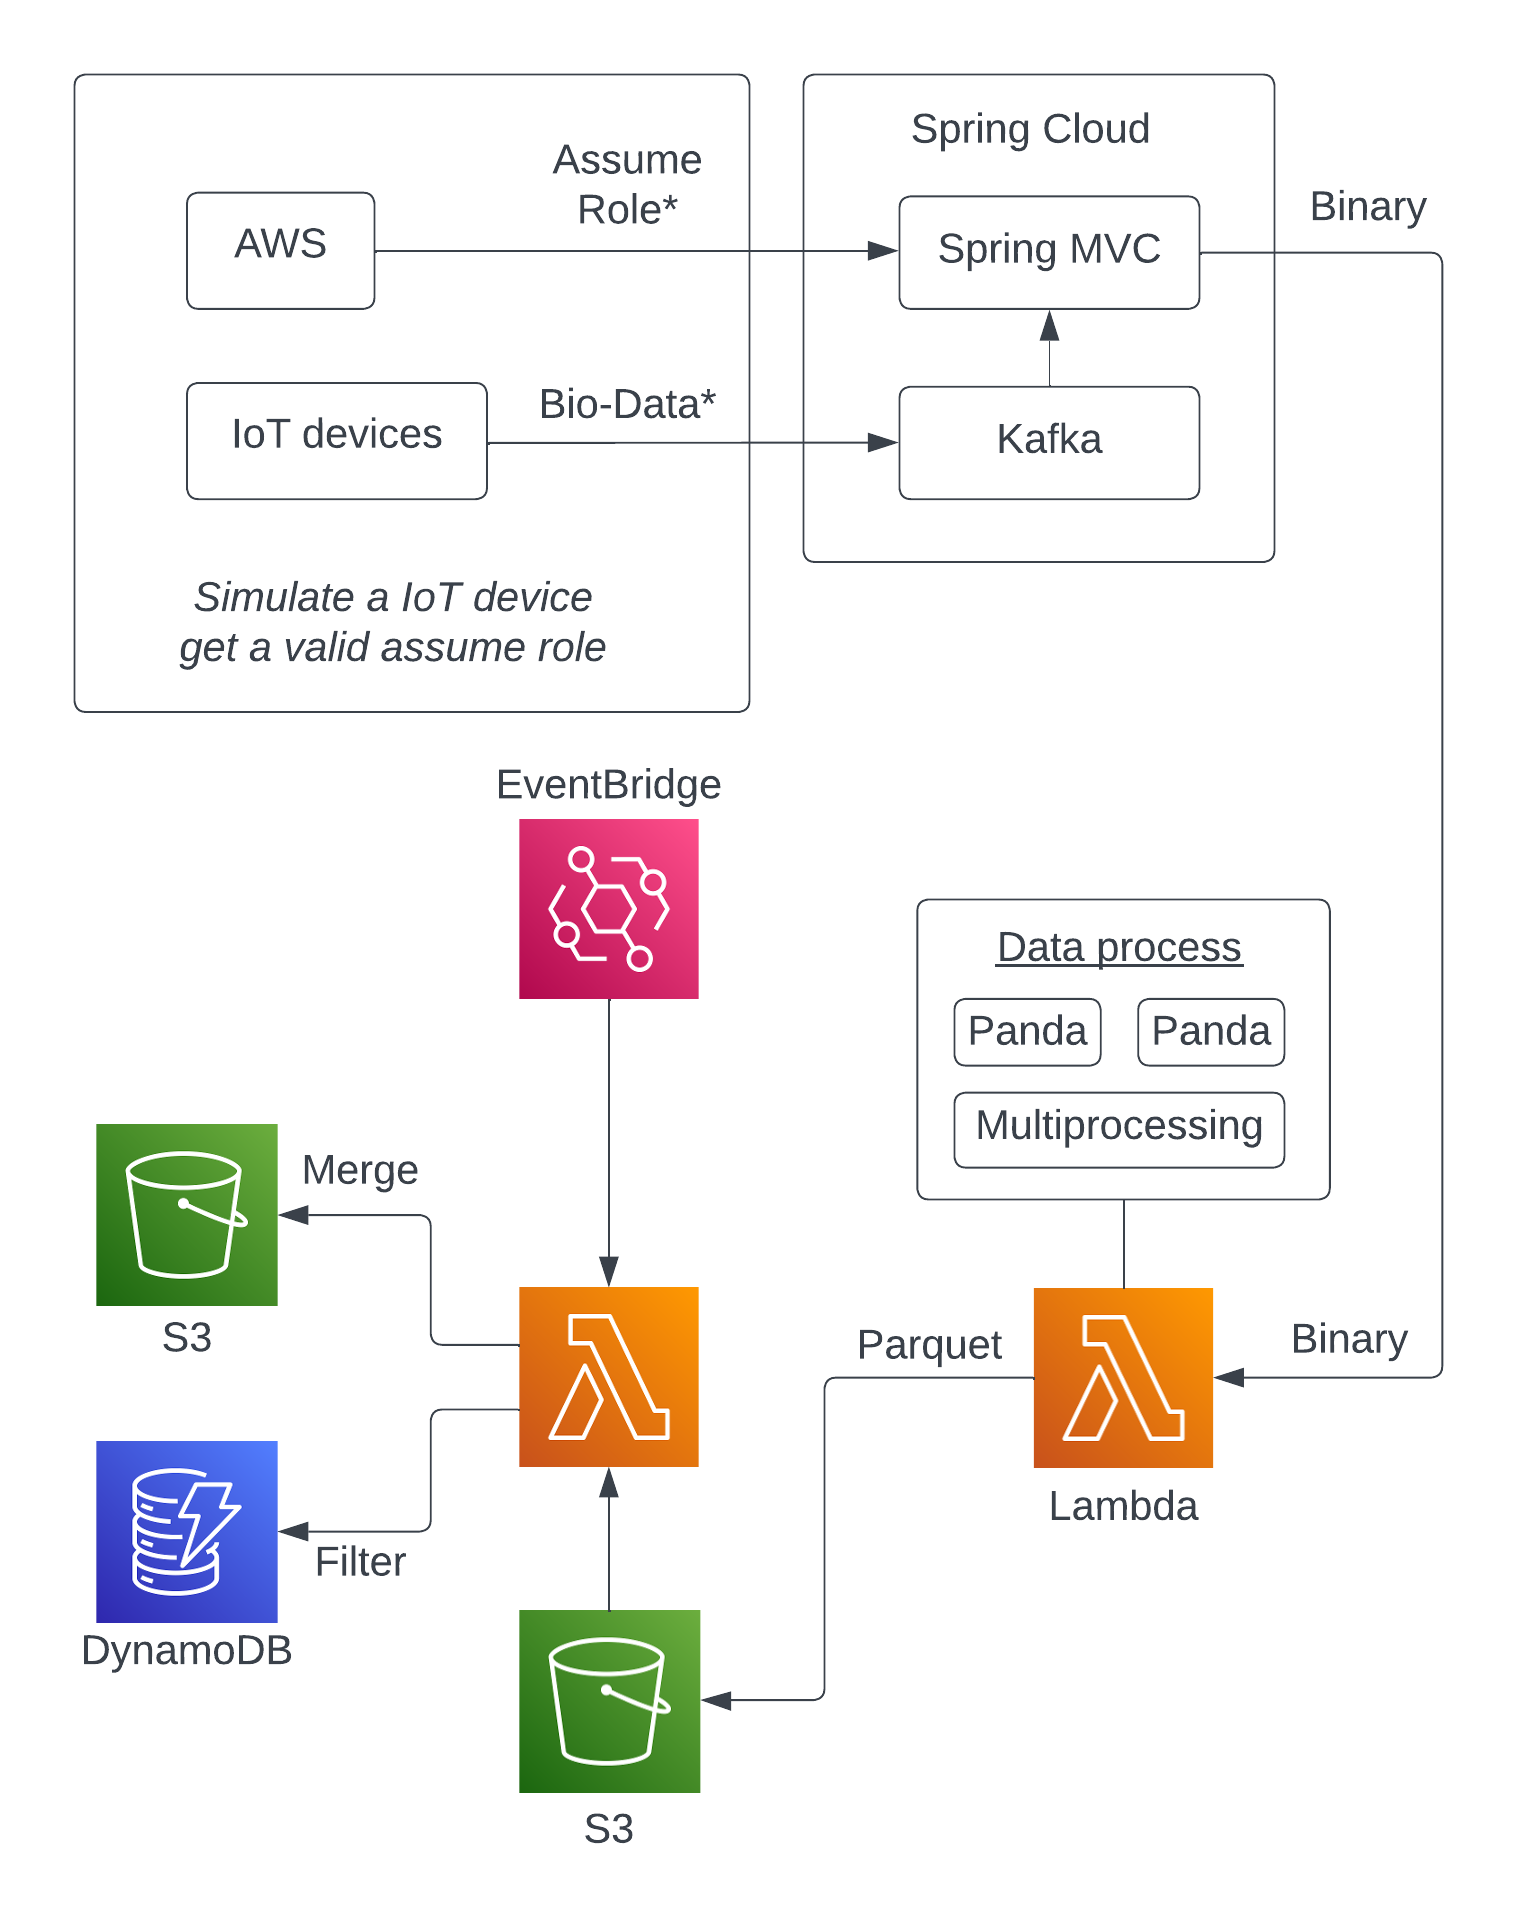 Assume
Role*
AWS
Bio-Data*
IoT devices
Simulate a IoT device
get a valid assume role
Spring Cloud
Spring MVC
Kafka
Binary
EventBridge
Data process
Panda
Panda
Multiprocessing
Merge
S3
Parquet
Binary
Lambda
Filter
DynamoDB
S3